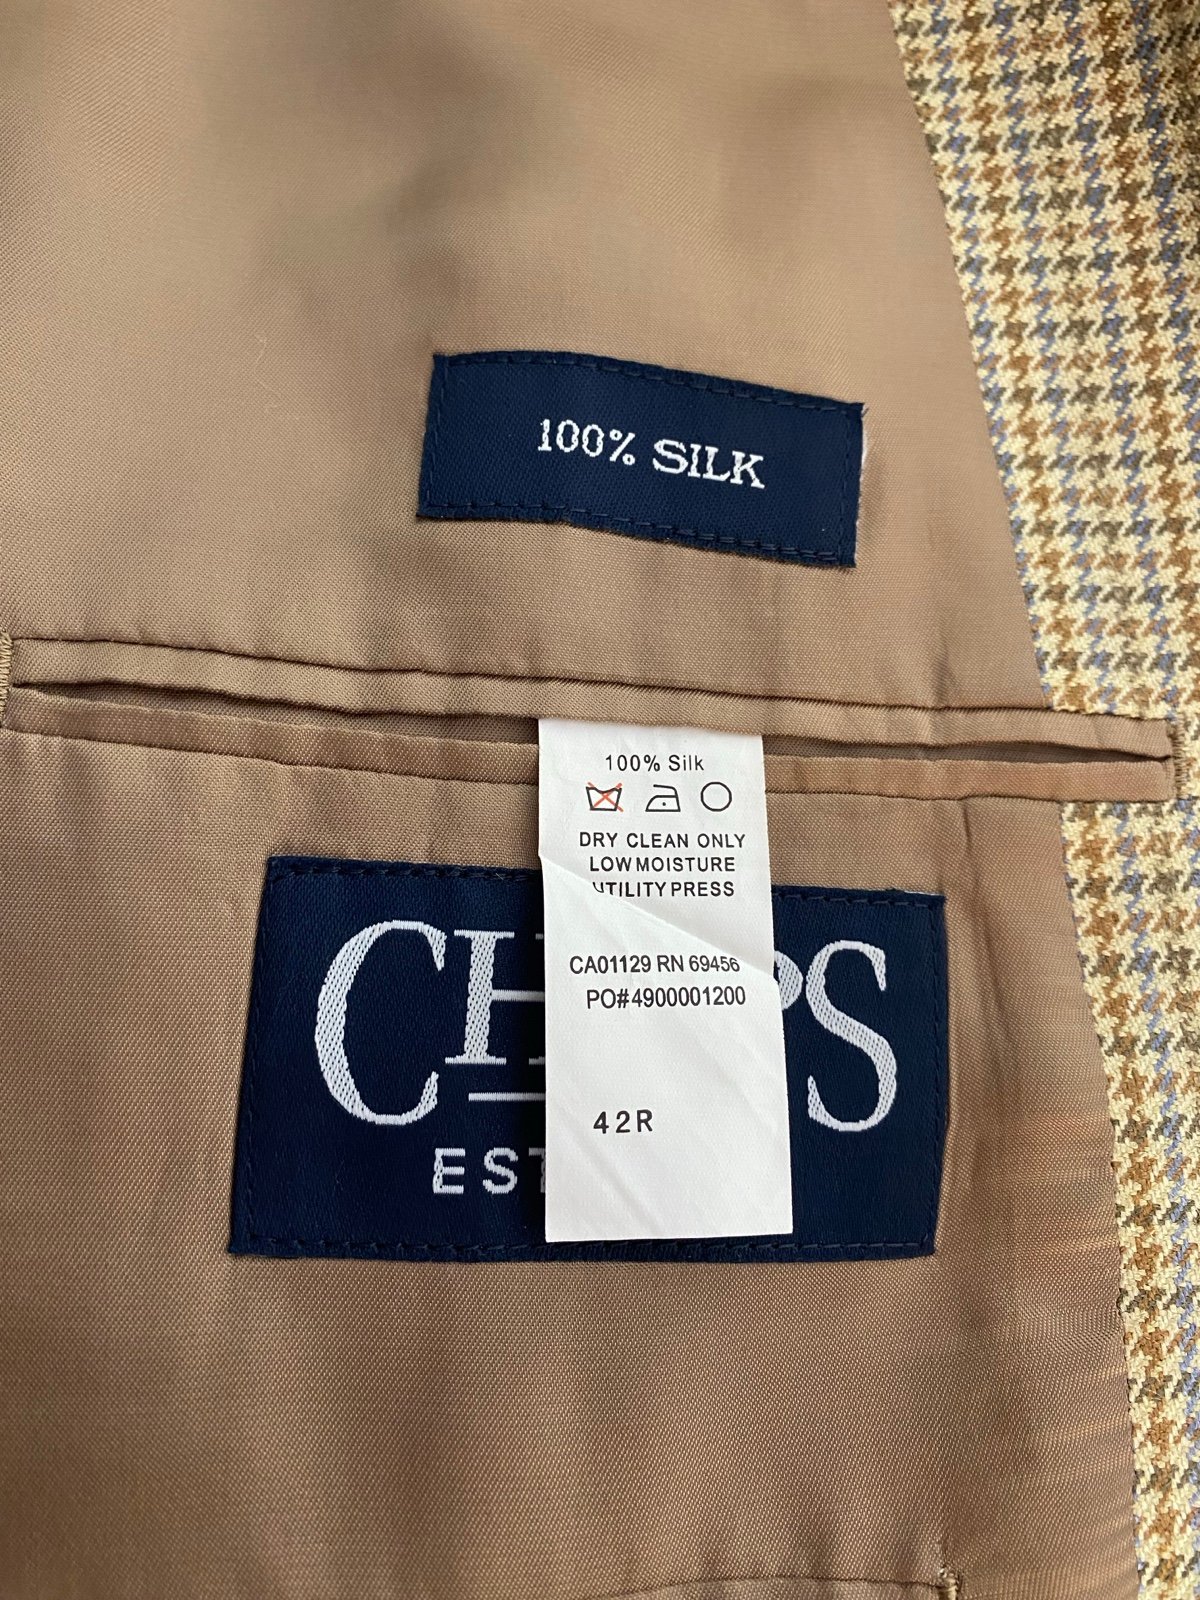 100% SILK
100% Silk
DRY CLEAN ONLY
LOW MOISTURE
UTILITY PRESS
CA01129 RN 69456
PO#4900001200
42R